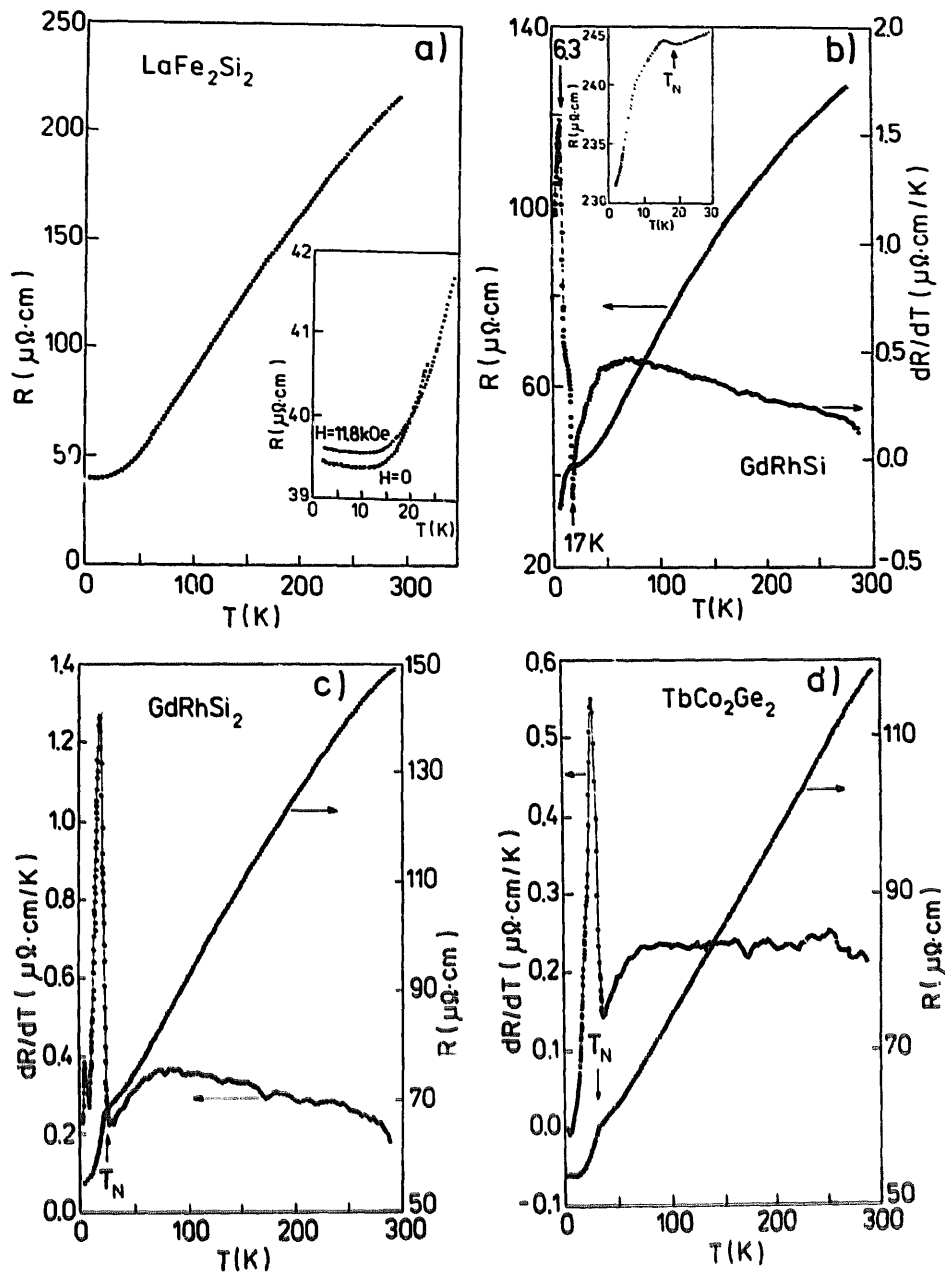 a)
LaFe2Si2
250
200
150
100
50
0
R (μΩ·cm)
0 100 200 300
T(K)
42
41
40
39
R(μΩ·cm)
H=11.8kOe
H=0
0 10 20
T(K)
b)
140
100
60
20
R (μΩ·cm)
6.3
2.0
1.5
1.0
0.5
0.0
-0.5
dR/dT (μΩ·cm/K)
GdRhSi
17K
0 100 200 300
T(K)
245
240
235
230
R(μΩ·cm)
TN
0 10 20 30
T(K)
c)
GdRhSi2
1.4
1.2
1.0
0.8
0.6
0.4
0.2
0.0
dR/dT (μΩ·cm/K)
150
130
110
90
70
50
R (μΩ·cm)
TN
0 100 200 300
T(K)
d)
TbCo2Ge2
0.6
0.5
0.4
0.3
0.2
0.1
0.0
-0.1
dR/dT (μΩ·cm/K)
110
90
70
50
R(μΩ·cm)
TN
0 100 200 300
T(K)